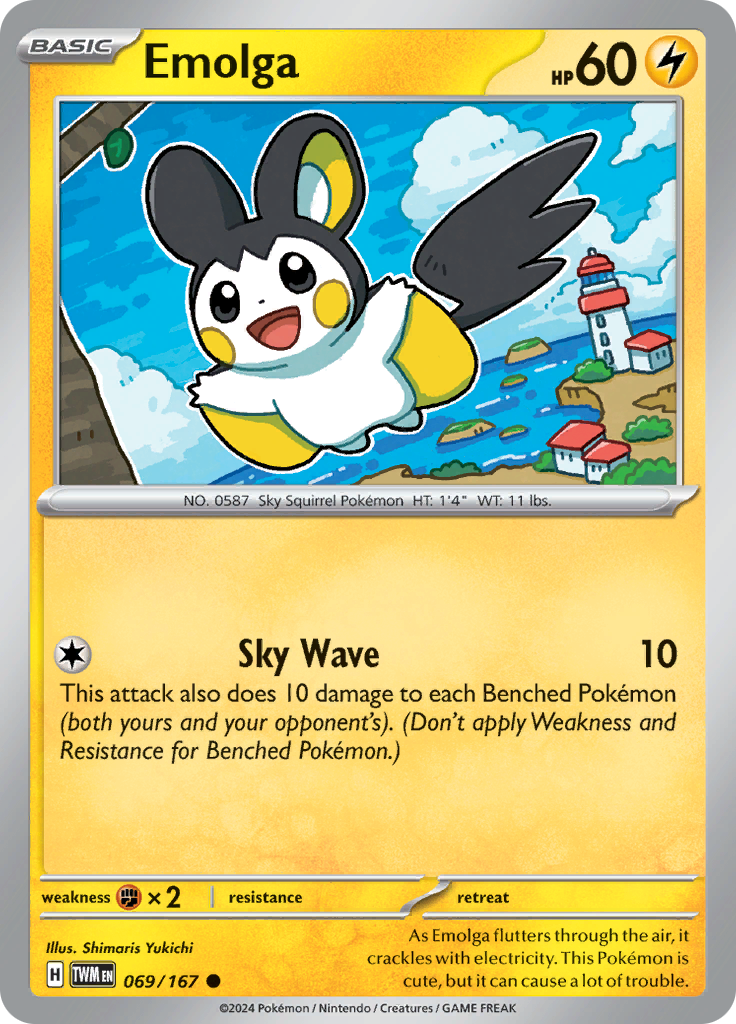 BASIC
Emolga
HP 60
NO. 0587 Sky Squirrel Pokémon HT: 1'4" WT: 11 lbs.
Sky Wave 10
This attack also does 10 damage to each Benched Pokémon
(both yours and your opponent's). (Don't apply Weakness and
Resistance for Benched Pokémon.)
weakness ×2 resistance retreat
Illus. Shimaris Yukichi
H TWM EN 069/167
As Emolga flutters through the air, it
crackles with electricity. This Pokémon is
cute, but it can cause a lot of trouble.
©2024 Pokémon / Nintendo / Creatures / GAME FREAK